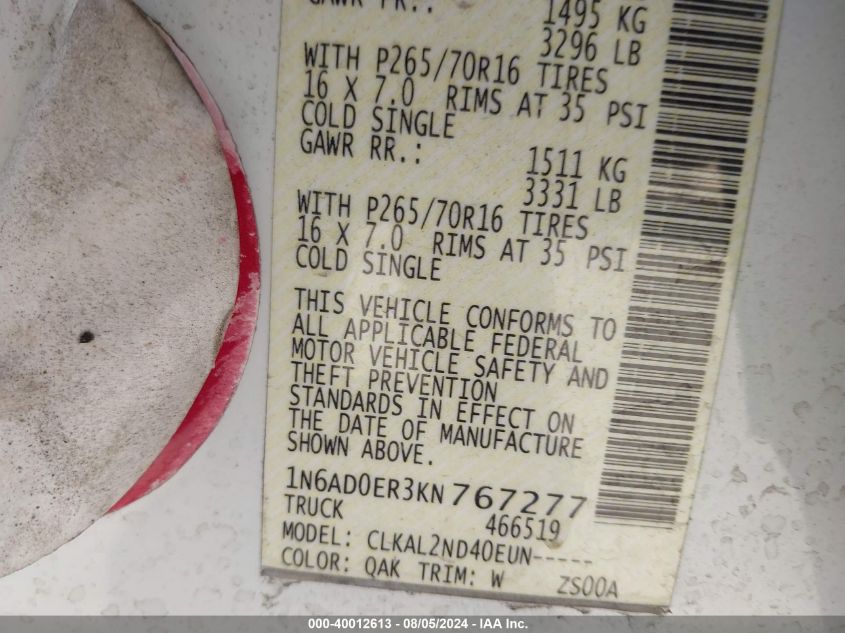 GAWR FR.: 1495 KG
3296 LB
WITH P265/70R16 TIRES
16 X 7.0 RIMS AT 35 PSI
COLD SINGLE
GAWR RR.: 1511 KG
3331 LB
WITH P265/70R16 TIRES
16 X 7.0 RIMS AT 35 PSI
COLD SINGLE
THIS VEHICLE CONFORMS TO
ALL APPLICABLE FEDERAL
MOTOR VEHICLE SAFETY AND
THEFT PREVENTION
STANDARDS IN EFFECT ON
THE DATE OF MANUFACTURE
SHOWN ABOVE.
1N6AD0ER3KN767277
TRUCK 466519
MODEL: CLKAL2ND40EUN-----
COLOR: QAK TRIM: W ZS00A
000-40012613 - 08/05/2024 - IAA Inc.